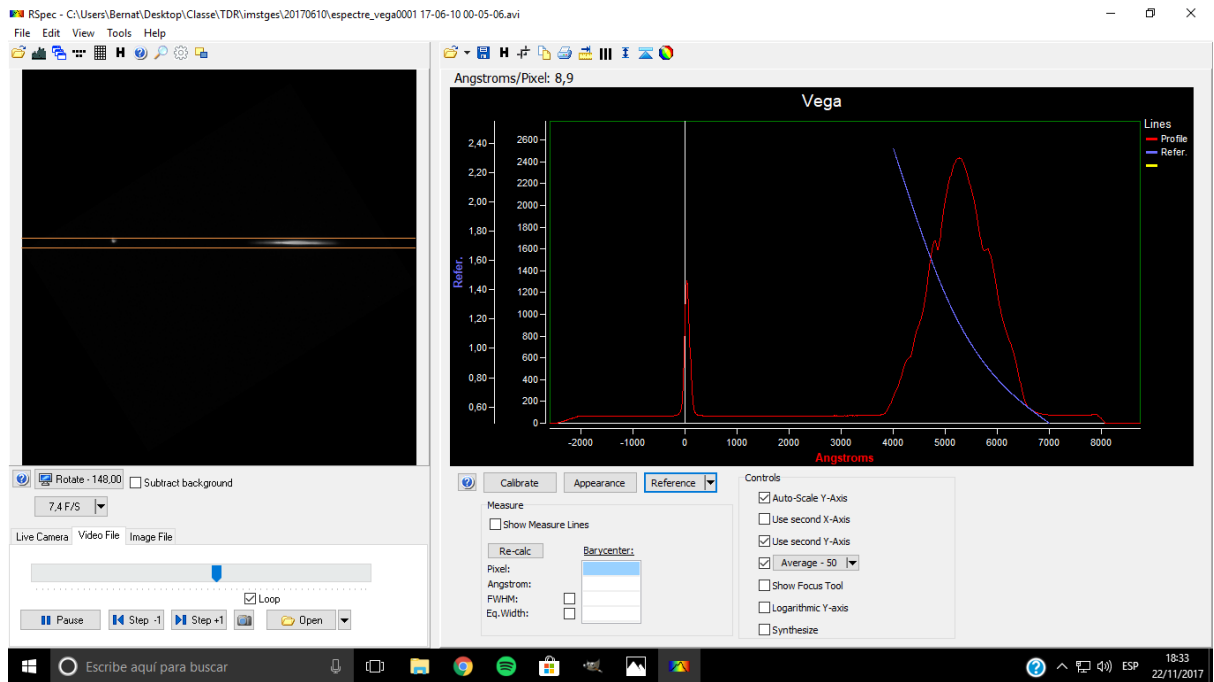 RSpec - C:\Users\Bernat\Desktop\Classe\TDR\imstges\20170610\espectre_vega0001 17-06-10 00-05-06.avi
File Edit View Tools Help
H
H
Angstroms/Pixel: 8,9
Vega
Lines
Profile
Refer.
Refer.
2,40
2,20
2,00
1,80
1,60
1,40
1,20
1,00
0,80
0,60
2600
2400
2200
2000
1800
1600
1400
1200
1000
800
600
400
200
0
-2000 -1000 0 1000 2000 3000 4000 5000 6000 7000 8000
Angstroms
Rotate - 148,00
Subtract background
7,4 F/S
Live Camera Video File Image File
Loop
Pause Step -1 Step +1 Open
Calibrate Appearance Reference
Measure
Show Measure Lines
Re-calc Barycenter:
Pixel:
Angstrom:
FWHM:
Eq.Width:
Controls
Auto-Scale Y-Axis
Use second X-Axis
Use second Y-Axis
Average - 50
Show Focus Tool
Logarithmic Y-axis
Synthesize
Escribe aquí para buscar
ESP
18:33
22/11/2017